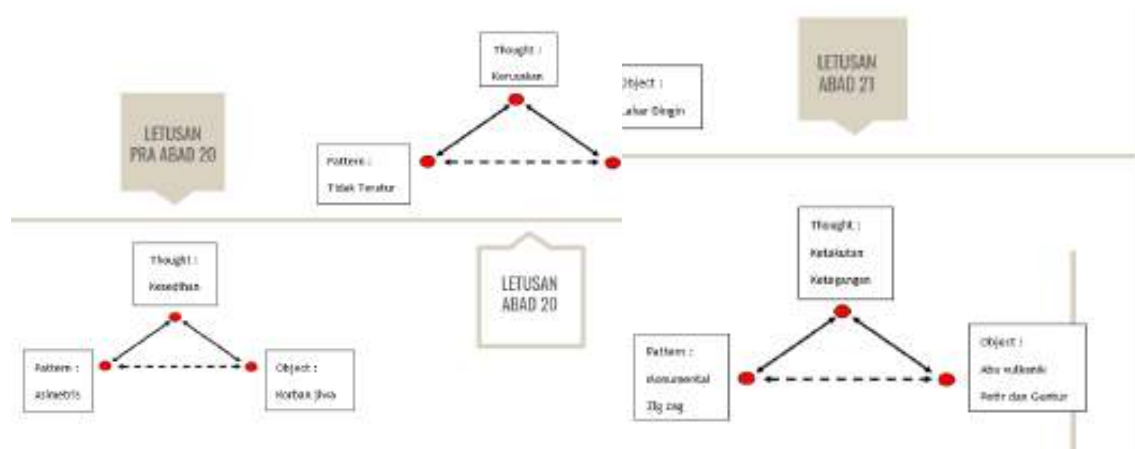 Thought :
Kerusakan
LETUSAN
PRA ABAD 20
Pattern :
Tidak Teratur
Thought :
Kesedihan
Pattern :
Asimetris
Object :
Korban Jiwa
LETUSAN
ABAD 20
LETUSAN
ABAD 21
Object :
Lahar Dingin
Thought :
Ketakutan
Ketegangan
Pattern :
Monumental
Zig zag
Object :
Abu vulkanik
Petir dan Guntur